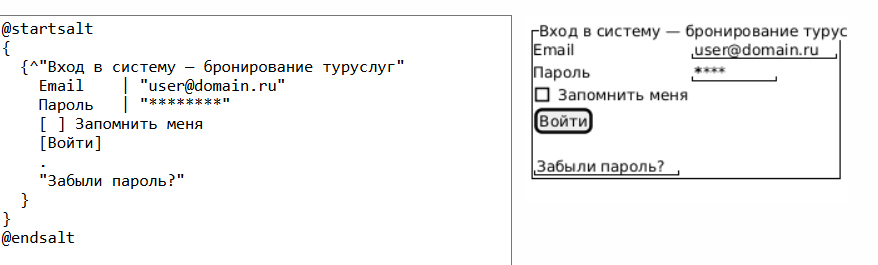 @startsalt
{
{^"Вход в систему — бронирование туруслуг"
Email | "user@domain.ru"
Пароль | "********"
[ ] Запомнить меня
[Войти]
.
"Забыли пароль?"
}
}
@endsalt
Вход в систему — бронирование турус
Email user@domain.ru
Пароль ****
Запомнить меня
Войти
Забыли пароль?